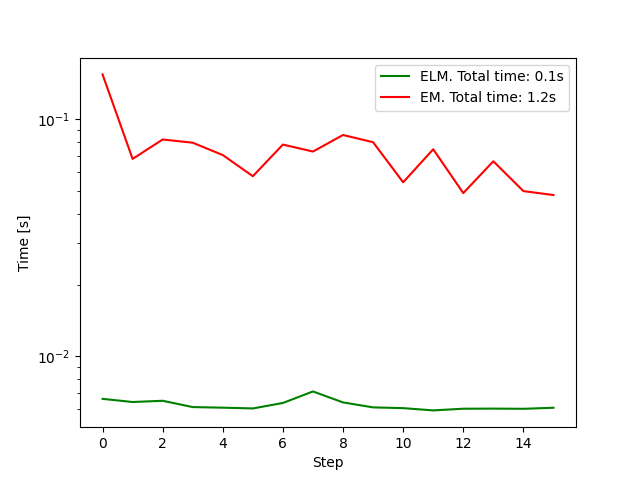 ELM. Total time: 0.1s
EM. Total time: 1.2s
10⁻¹
10⁻²
Time [s]
0 2 4 6 8 10 12 14
Step